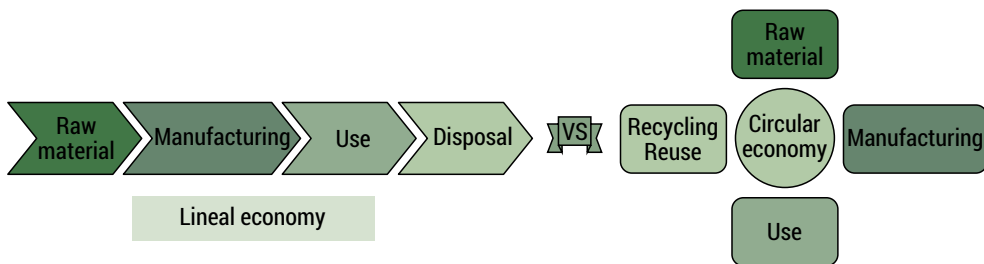 Raw
material
Manufacturing
Use
Disposal
Lineal economy
VS
Raw
material
Recycling
Reuse
Circular
economy
Manufacturing
Use